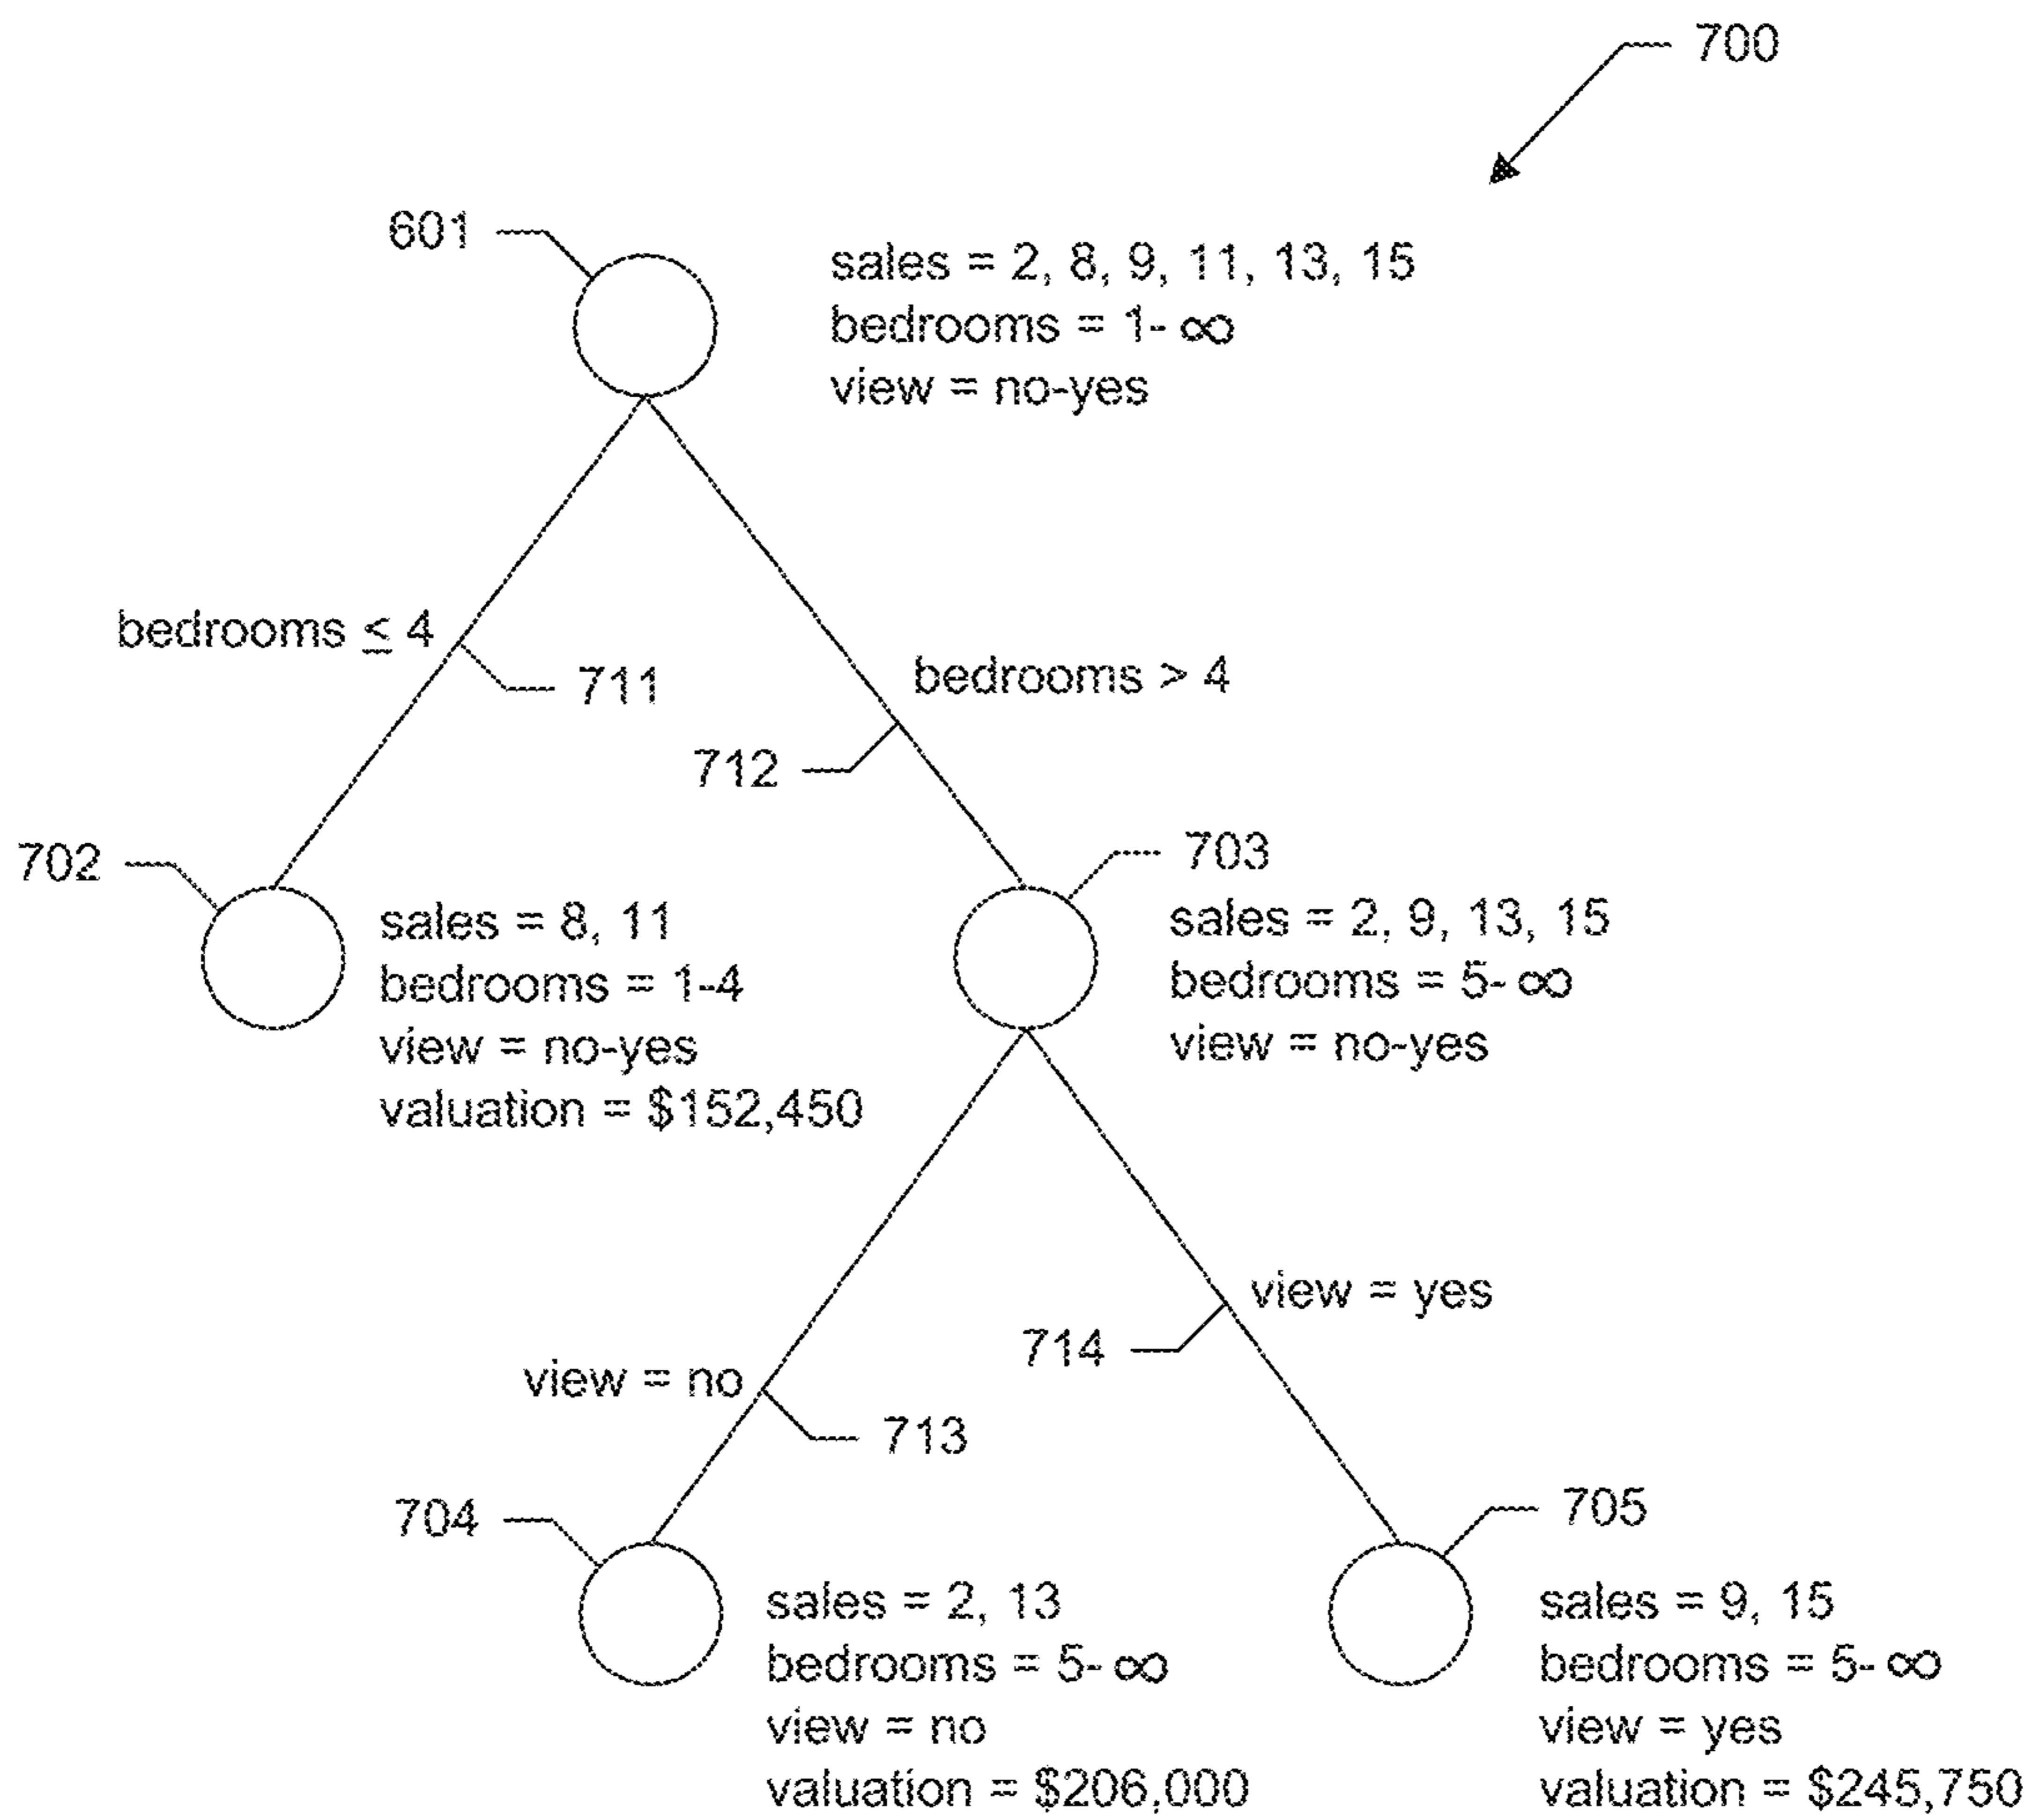 700
601
sales = 2, 8, 9, 11, 13, 15
bedrooms = 1-∞
view = no-yes
bedrooms ≤ 4
711
bedrooms > 4
712
702
703
sales = 8, 11
bedrooms = 1-4
view = no-yes
valuation = $152,450
sales = 2, 9, 13, 15
bedrooms = 5-∞
view = no-yes
view = yes
714
view = no
713
704
705
sales = 2, 13
bedrooms = 5-∞
view = no
valuation = $206,000
sales = 9, 15
bedrooms = 5-∞
view = yes
valuation = $245,750